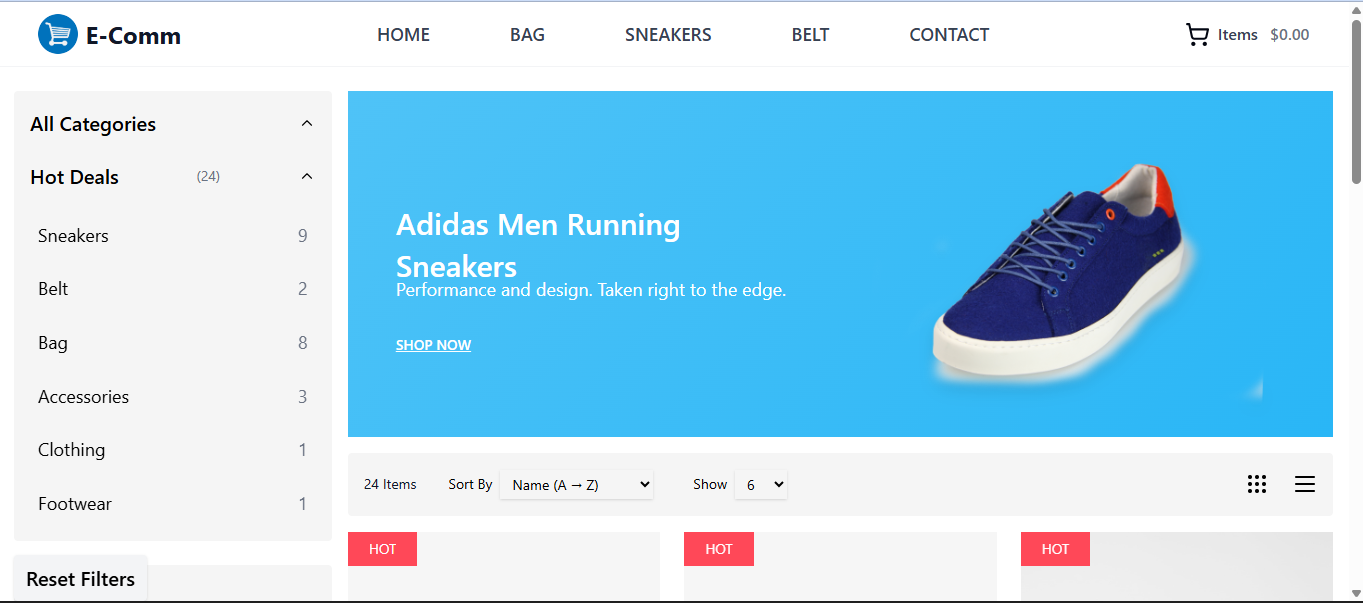 E-Comm
HOME
BAG
SNEAKERS
BELT
CONTACT
Items $0.00
All Categories
Hot Deals (24)
Sneakers 9
Belt 2
Bag 8
Accessories 3
Clothing 1
Footwear 1
Reset Filters
Adidas Men Running
Sneakers
Performance and design. Taken right to the edge.
SHOP NOW
24 Items
Sort By Name (A → Z)
Show 6
HOT
HOT
HOT